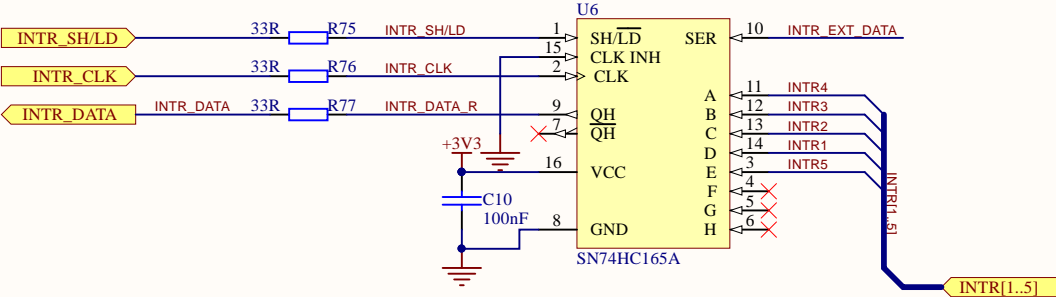 U6
INTR_SH/LD
33R
R75
INTR_SH/LD
1
SH/LD
SER
10
INTR_EXT_DATA
15
CLK INH
INTR_CLK
33R
R76
INTR_CLK
2
CLK
A
11
INTR4
INTR_DATA
INTR_DATA
33R
R77
INTR_DATA_R
9
QH
B
12
INTR3
7
QH
C
13
INTR2
+3V3
D
14
INTR1
16
VCC
E
3
INTR5
F
4
C10
100nF
G
5
8
GND
H
6
INTR[1..5]
SN74HC165A
INTR[1..5]